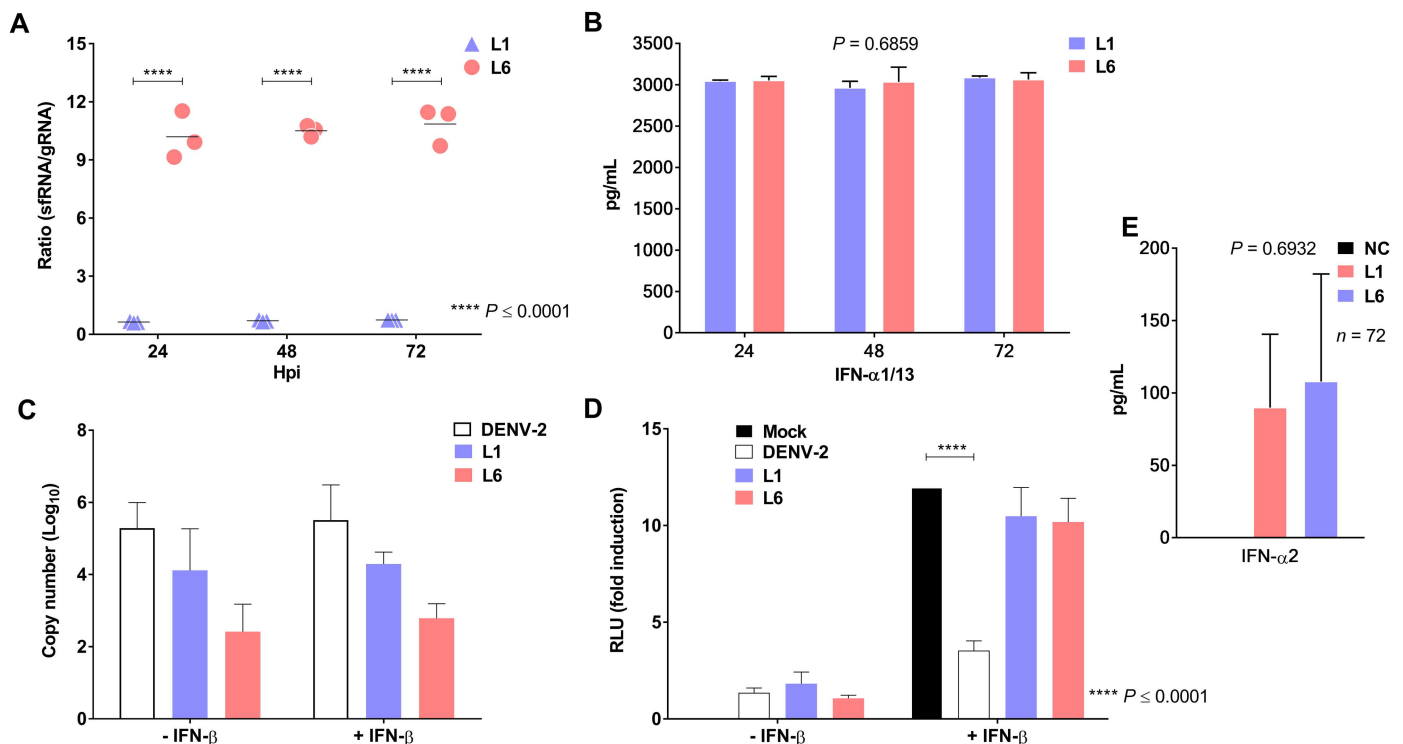 A
Ratio (sfRNA/gRNA)
15
12
9
6
3
0
****
****
****
L1
L6
**** P ≤ 0.0001
24
48
72
Hpi
B
pg/mL
3500
3000
2500
2000
1500
1000
500
0
P = 0.6859
L1
L6
24
48
72
IFN-α1/13
C
Copy number (Log10)
8
6
4
2
0
DENV-2
L1
L6
- IFN-β
+ IFN-β
D
RLU (fold induction)
15
10
5
0
Mock
DENV-2
L1
L6
****
**** P ≤ 0.0001
- IFN-β
+ IFN-β
E
pg/mL
200
150
100
50
0
P = 0.6932
NC
L1
L6
n = 72
IFN-α2